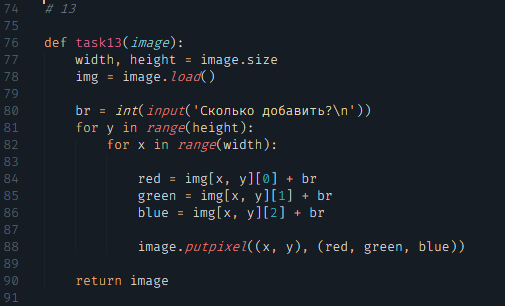 74 # 13
75
76 def task13(image):
77 width, height = image.size
78 img = image.load()
79
80 br = int(input('Сколько добавить?\n'))
81 for y in range(height):
82 for x in range(width):
83
84 red = img[x, y][0] + br
85 green = img[x, y][1] + br
86 blue = img[x, y][2] + br
87
88 image.putpixel((x, y), (red, green, blue))
89
90 return image
91